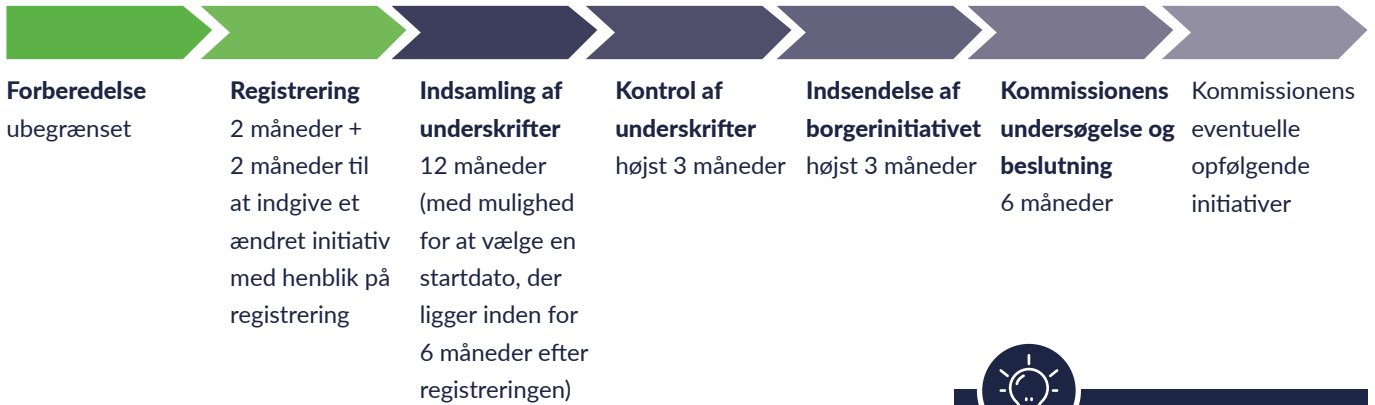 Forberedelse
ubegrænset
Registrering
2 måneder +
2 måneder til
at indgive et
ændret initiativ
med henblik på
registrering
Indsamling af
underskrifter
12 måneder
(med mulighed
for at vælge en
startdato, der
ligger inden for
6 måneder efter
registreringen)
Kontrol af
underskrifter
højst 3 måneder
Indsendelse af
borgerinitiativet
højst 3 måneder
Kommissionens
undersøgelse og
beslutning
6 måneder
Kommissionens
eventuelle
opfølgende
initiativer